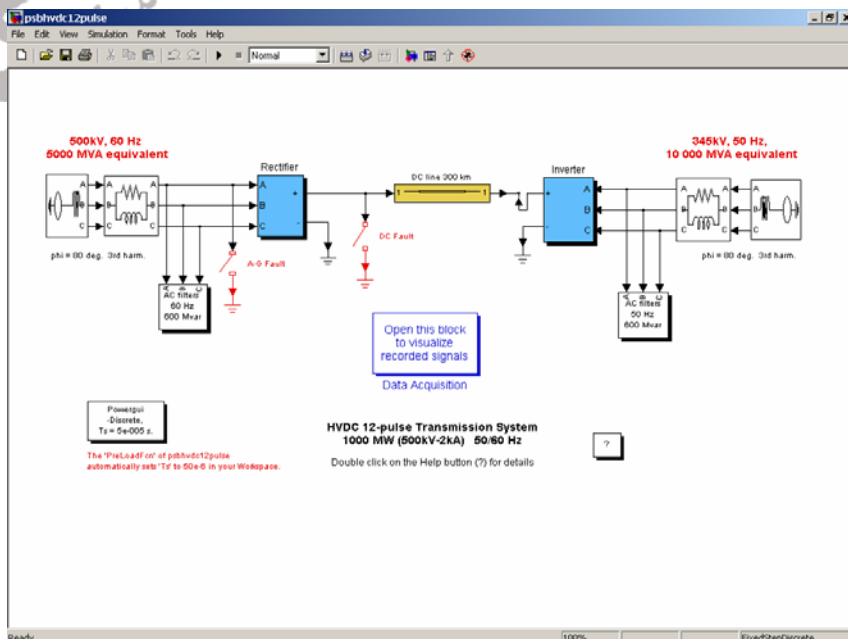 psbhvdc12pulse
File Edit View Simulation Format Tools Help
Normal
500kV, 60 Hz
5000 MVA equivalent
345kV, 50 Hz,
10 000 MVA equivalent
Rectifier
DC line 300 km
Inverter
A
B
C
A
B
C
A
B
C
+
-
1
1
+
-
A
B
C
A
B
C
A
B
C
phi = 80 deg. 3rd harm.
A-G Fault
DC Fault
phi = 80 deg. 3rd harm.
A B C
AC filters
60 Hz
600 Mvar
A B C
AC filters
50 Hz
600 Mvar
Open this block
to visualize
recorded signals
Data Acquisition
Powergui
-Discrete,
Ts = 5e-005 s.
HVDC 12-pulse Transmission System
1000 MW (500kV-2kA) 50/60 Hz
?
The 'PreLoadFcn' of psbhvdc12pulse
automatically sets 'Ts' to 50e-6 in your Workspace.
Double click on the Help button (?) for details
Ready
100%
FixedStepDiscrete